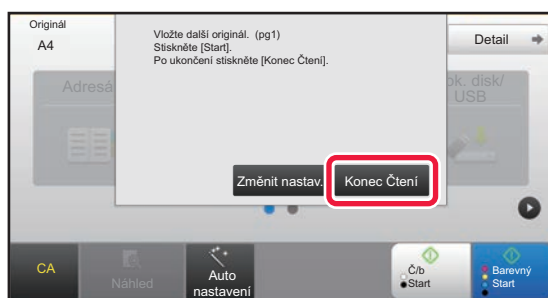 Originál
A4
Vložte další originál. (pg1)
Stiskněte [Start].
Po ukončení stiskněte [Konec Čtení].
Detail
Adresá
ok. disk/
USB
Změnit nastav.
Konec Čtení
CA
Náhled
Auto
nastavení
Č/b
Start
Barevný
Start